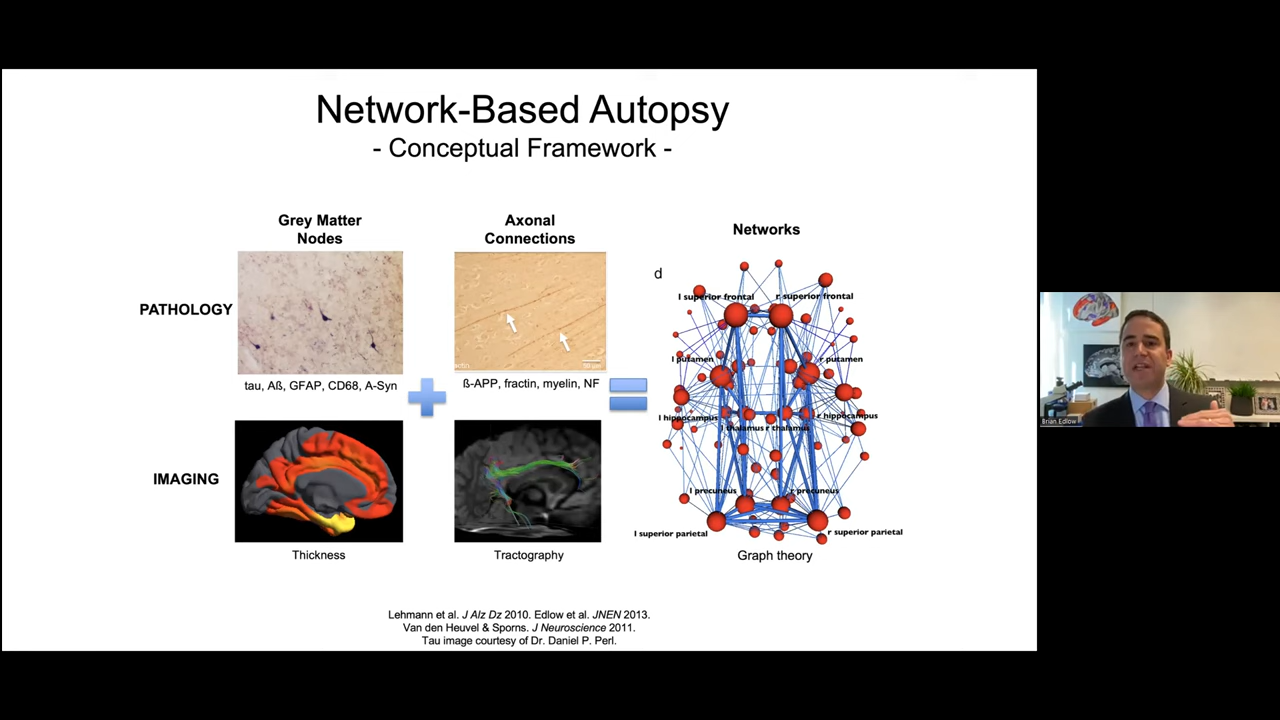 Network-Based Autopsy
- Conceptual Framework -
Grey Matter
Nodes
Axonal
Connections
Networks
PATHOLOGY
tau, Aß, GFAP, CD68, A-Syn
ß-APP, fractin, myelin, NF
d
l superior frontal
r superior frontal
l putamen
r putamen
l hippocampus
r hippocampus
l thalamus
r thalamus
l precuneus
r precuneus
l superior parietal
r superior parietal
IMAGING
Thickness
Tractography
Graph theory
Lehmann et al. J Alz Dz 2010. Edlow et al. JNEN 2013.
Van den Heuvel & Sporns. J Neuroscience 2011.
Tau image courtesy of Dr. Daniel P. Perl.
Brian Edlow